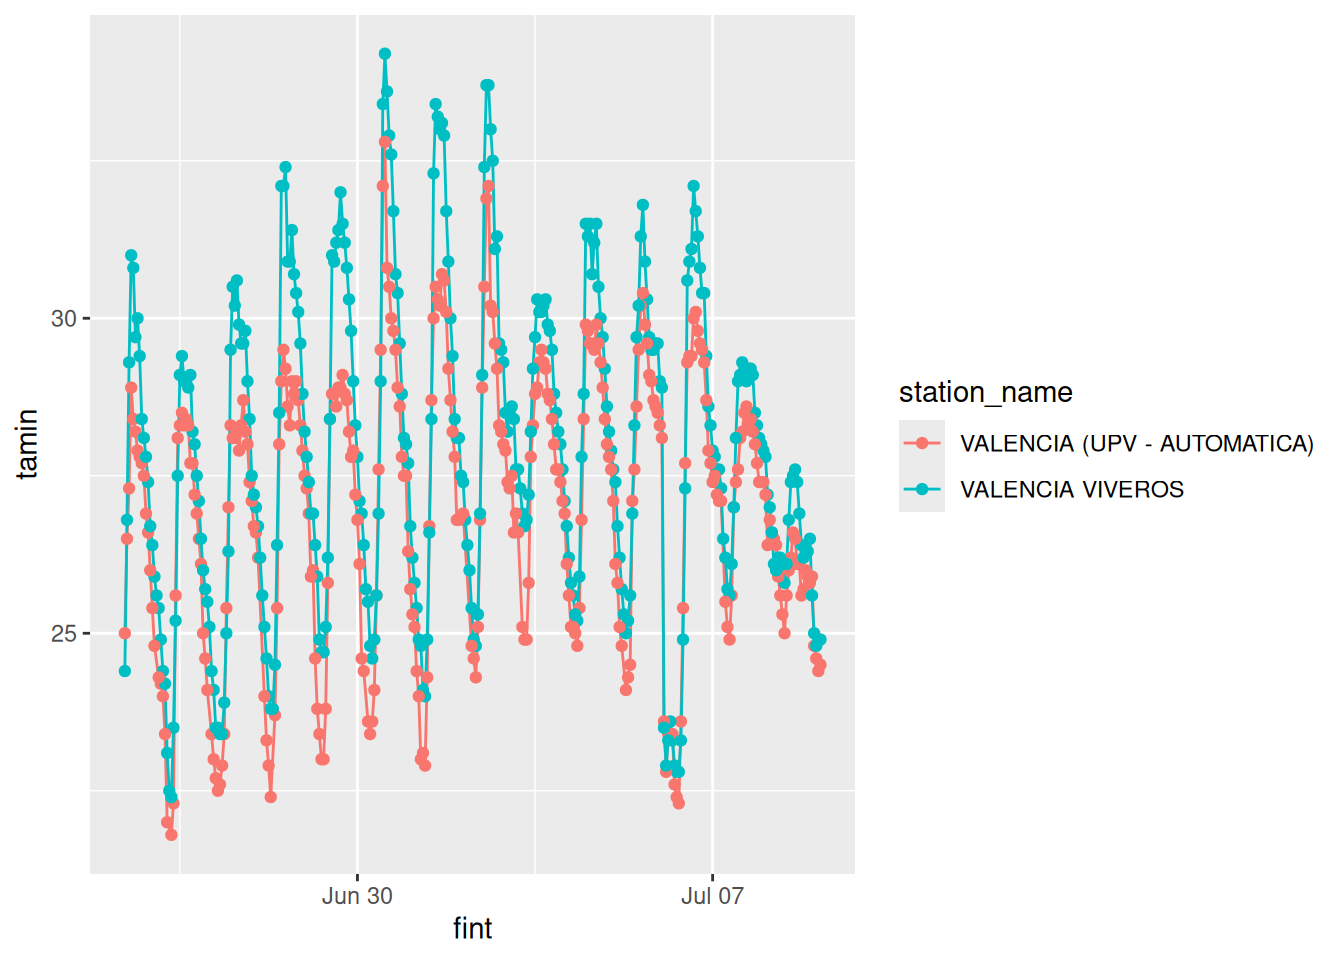 tamin
30
25
Jun 30
Jul 07
fint
station_name
VALENCIA (UPV - AUTOMATICA)
VALENCIA VIVEROS